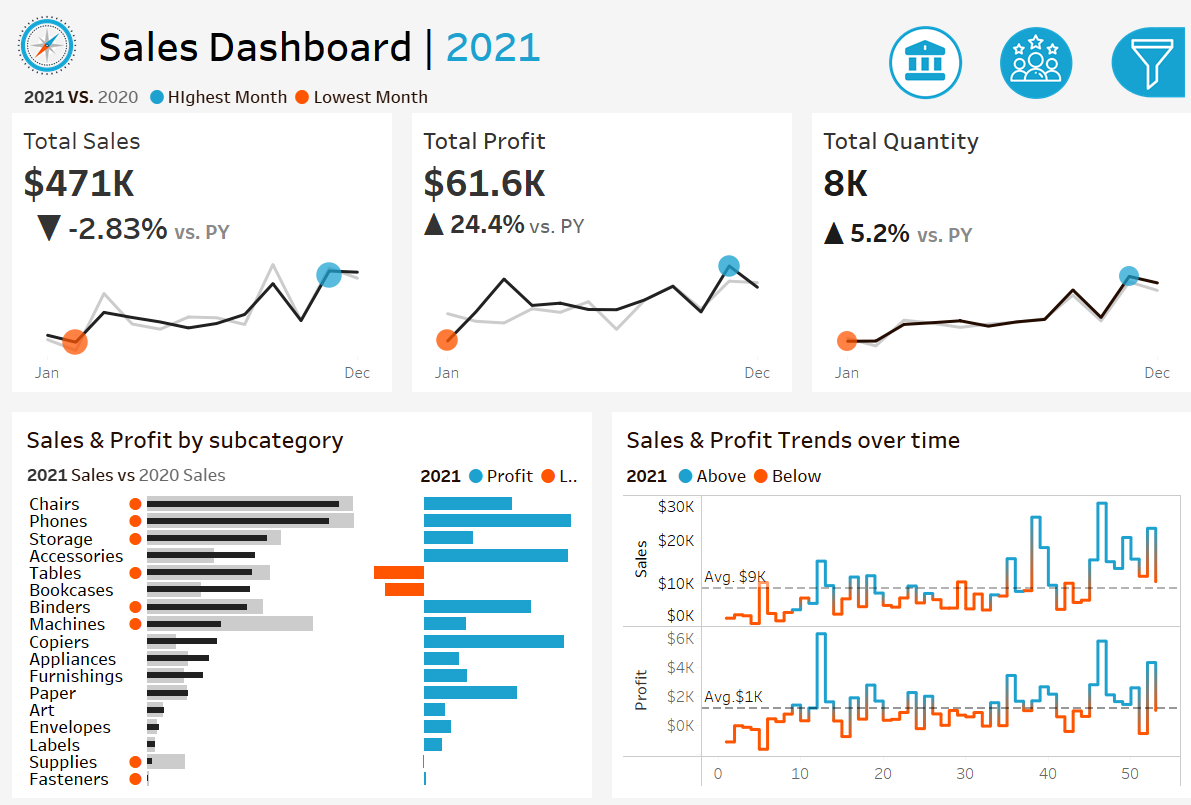 Sales Dashboard | 2021
2021 VS. 2020 HIghest Month Lowest Month
Total Sales
$471K
-2.83% vs. PY
Jan Dec
Total Profit
$61.6K
24.4% vs. PY
Jan Dec
Total Quantity
8K
5.2% vs. PY
Jan Dec
Sales & Profit by subcategory
2021 Sales vs 2020 Sales
2021 Profit L..
Chairs
Phones
Storage
Accessories
Tables
Bookcases
Binders
Machines
Copiers
Appliances
Furnishings
Paper
Art
Envelopes
Labels
Supplies
Fasteners
Sales & Profit Trends over time
2021 Above Below
Sales
$30K
$20K
$10K
$0K
Avg. $9K
Profit
$6K
$4K
$2K
$0K
Avg.$1K
0 10 20 30 40 50